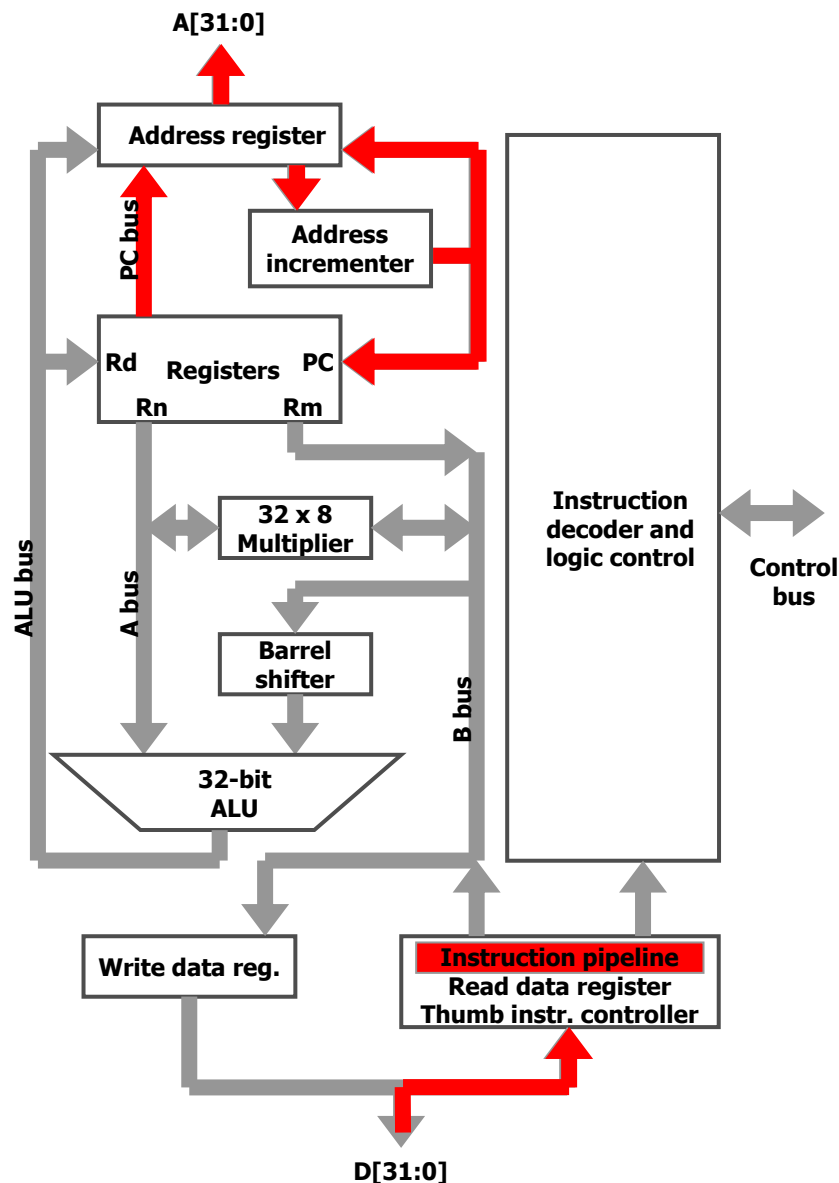 A[31:0]
Address register
PC bus
Address
incrementer
Rd
Registers
PC
Rn
Rm
32 x 8
Multiplier
Instruction
decoder and
logic control
Control
bus
ALU bus
A bus
Barrel
shifter
B bus
32-bit
ALU
Write data reg.
Instruction pipeline
Read data register
Thumb instr. controller
D[31:0]